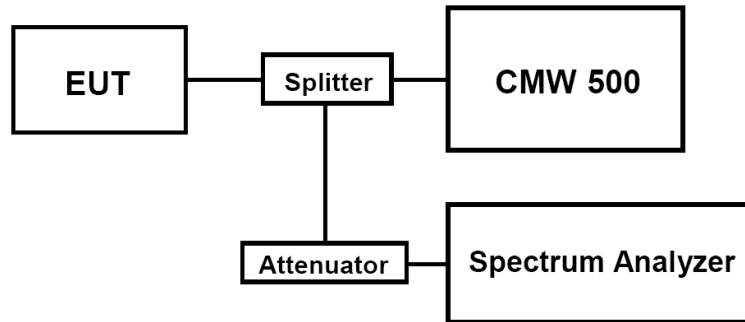 EUT
Splitter
CMW 500
Attenuator
Spectrum Analyzer